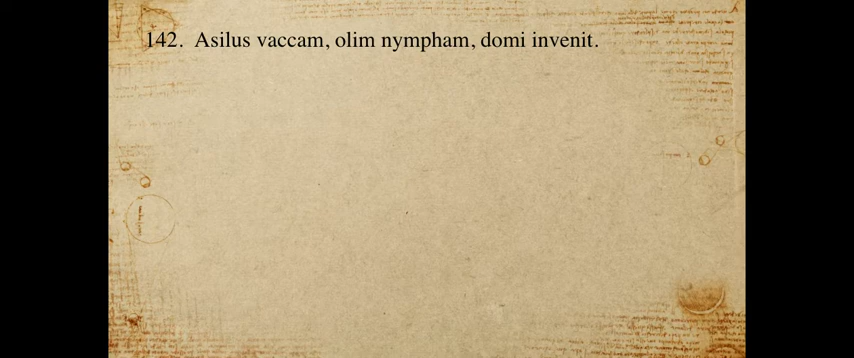 142. Asilus vaccam, olim nympham, domi invenit.